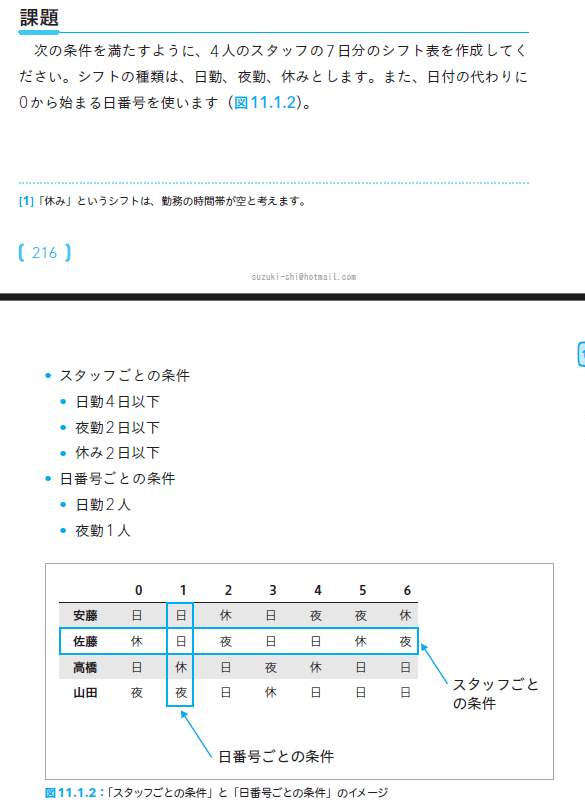 課題
次の条件を満たすように、4人のスタッフの7日分のシフト表を作成してく
ださい。シフトの種類は、日勤、夜勤、休みとします。また、日付の代わりに
0から始まる日番号を使います（図11.1.2）。
[1]「休み」というシフトは、勤務の時間帯が空と考えます。
216
suzuki-shi@hotmail.com
• スタッフごとの条件
• 日勤4日以下
• 夜勤2日以下
• 休み2日以下
• 日番号ごとの条件
• 日勤2人
• 夜勤1人
0 1 2 3 4 5 6
安藤 日 日 休 日 夜 夜 休
佐藤 休 日 夜 日 日 休 夜
高橋 日 休 日 夜 休 日 日
山田 夜 夜 日 休 日 日 日
スタッフごと
の条件
日番号ごとの条件
図11.1.2：「スタッフごとの条件」と「日番号ごとの条件」のイメージ